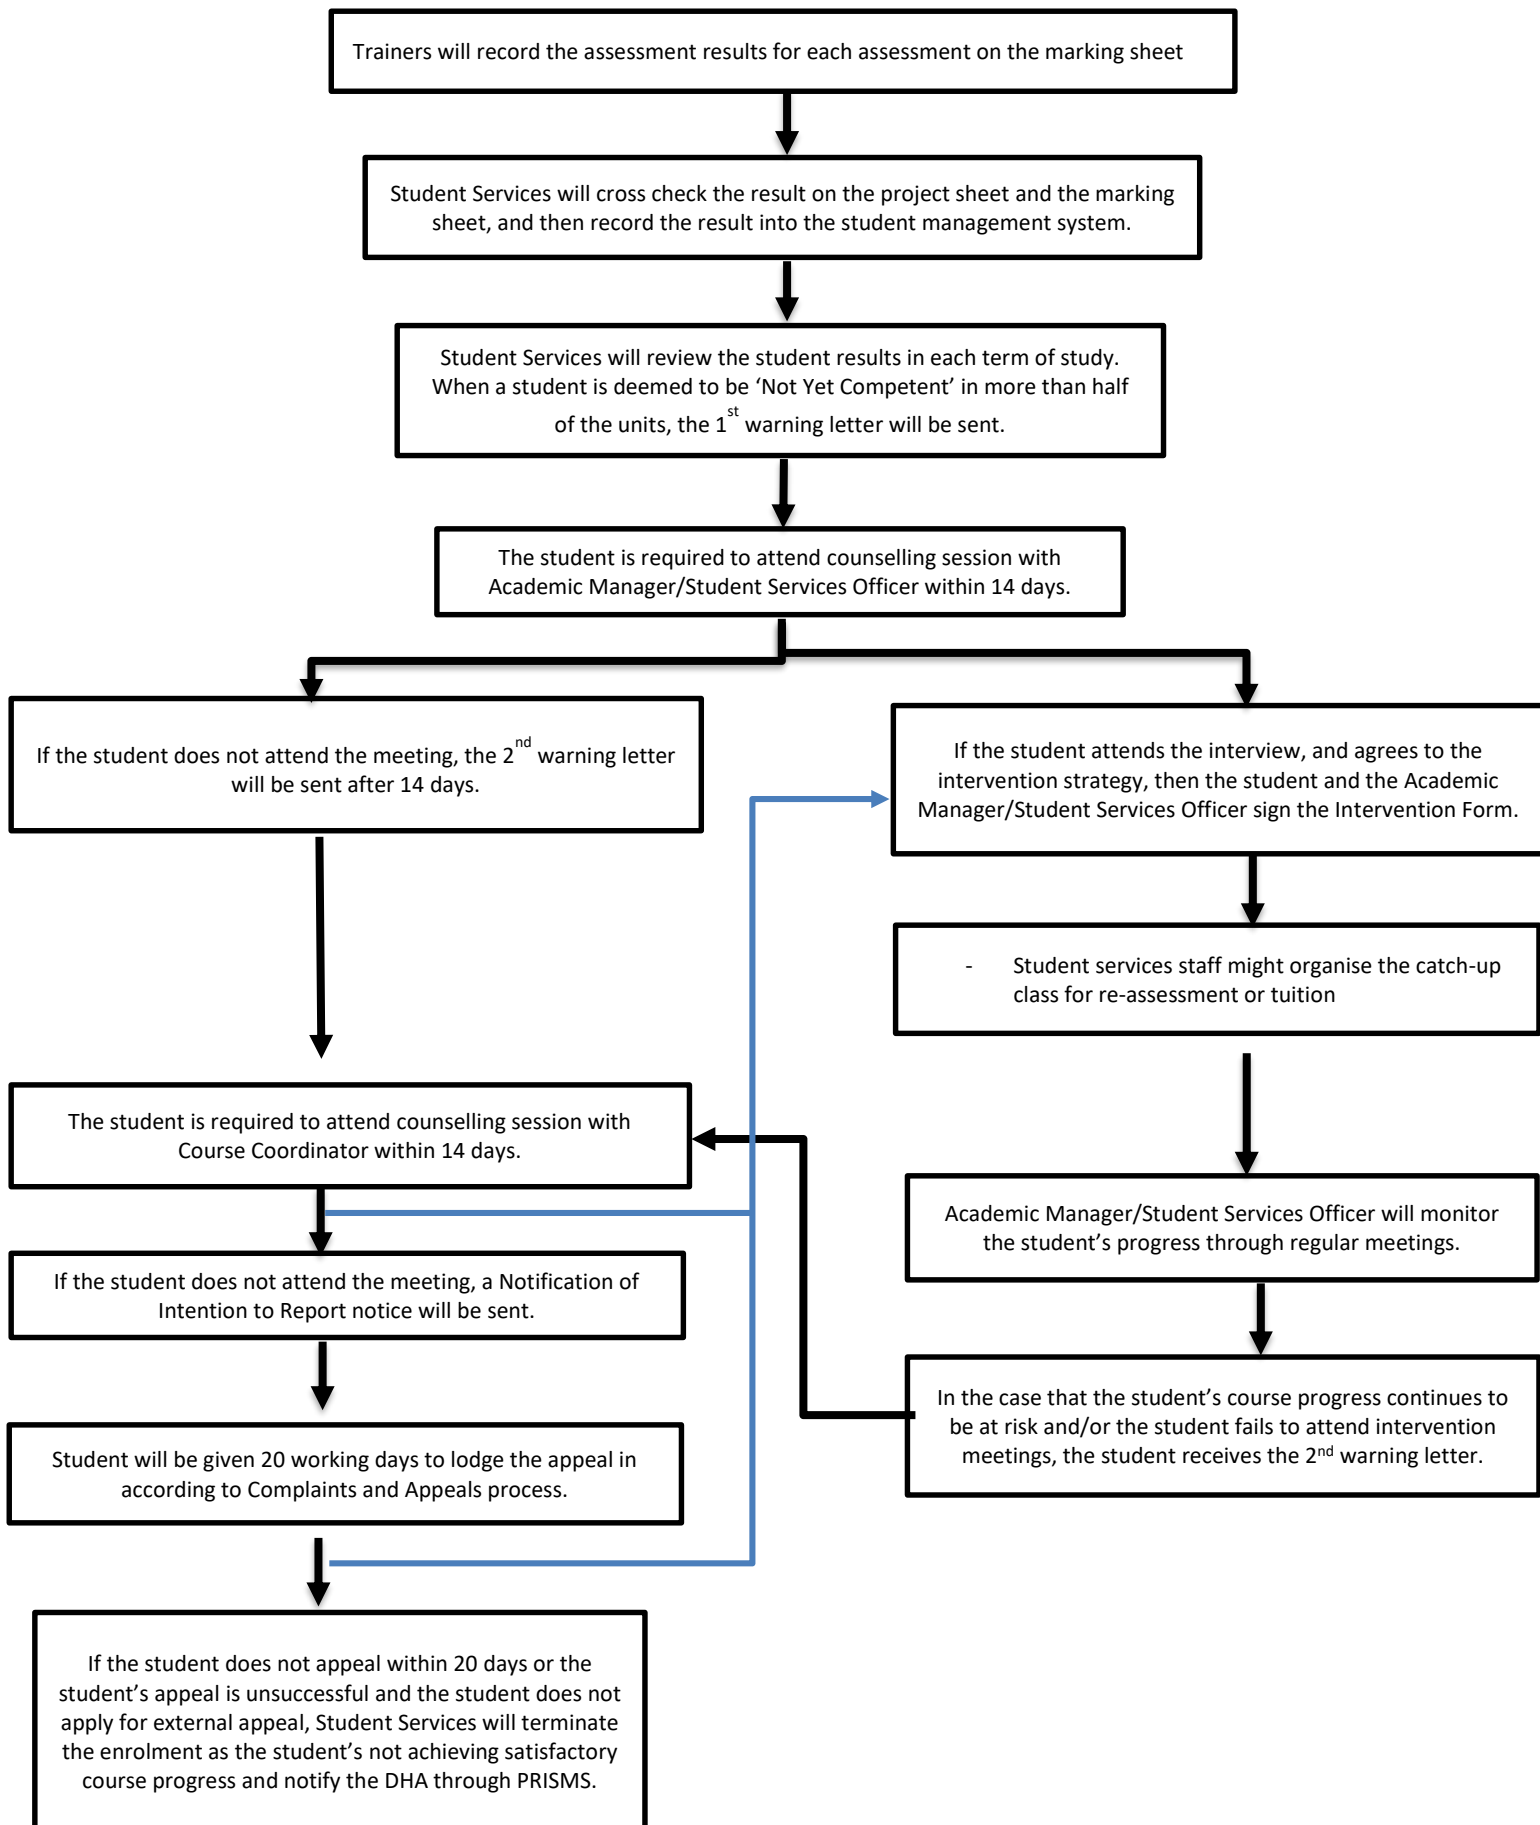 Trainers will record the assessment results for each assessment on the marking sheet
Student Services will cross check the result on the project sheet and the marking
sheet, and then record the result into the student management system.
Student Services will review the student results in each term of study.
When a student is deemed to be ‘Not Yet Competent’ in more than half
of the units, the 1st warning letter will be sent.
The student is required to attend counselling session with
Academic Manager/Student Services Officer within 14 days.
If the student does not attend the meeting, the 2nd warning letter
will be sent after 14 days.
If the student attends the interview, and agrees to the
intervention strategy, then the student and the Academic
Manager/Student Services Officer sign the Intervention Form.
- Student services staff might organise the catch-up
class for re-assessment or tuition
The student is required to attend counselling session with
Course Coordinator within 14 days.
Academic Manager/Student Services Officer will monitor
the student’s progress through regular meetings.
If the student does not attend the meeting, a Notification of
Intention to Report notice will be sent.
In the case that the student’s course progress continues to
be at risk and/or the student fails to attend intervention
meetings, the student receives the 2nd warning letter.
Student will be given 20 working days to lodge the appeal in
according to Complaints and Appeals process.
If the student does not appeal within 20 days or the
student’s appeal is unsuccessful and the student does not
apply for external appeal, Student Services will terminate
the enrolment as the student’s not achieving satisfactory
course progress and notify the DHA through PRISMS.